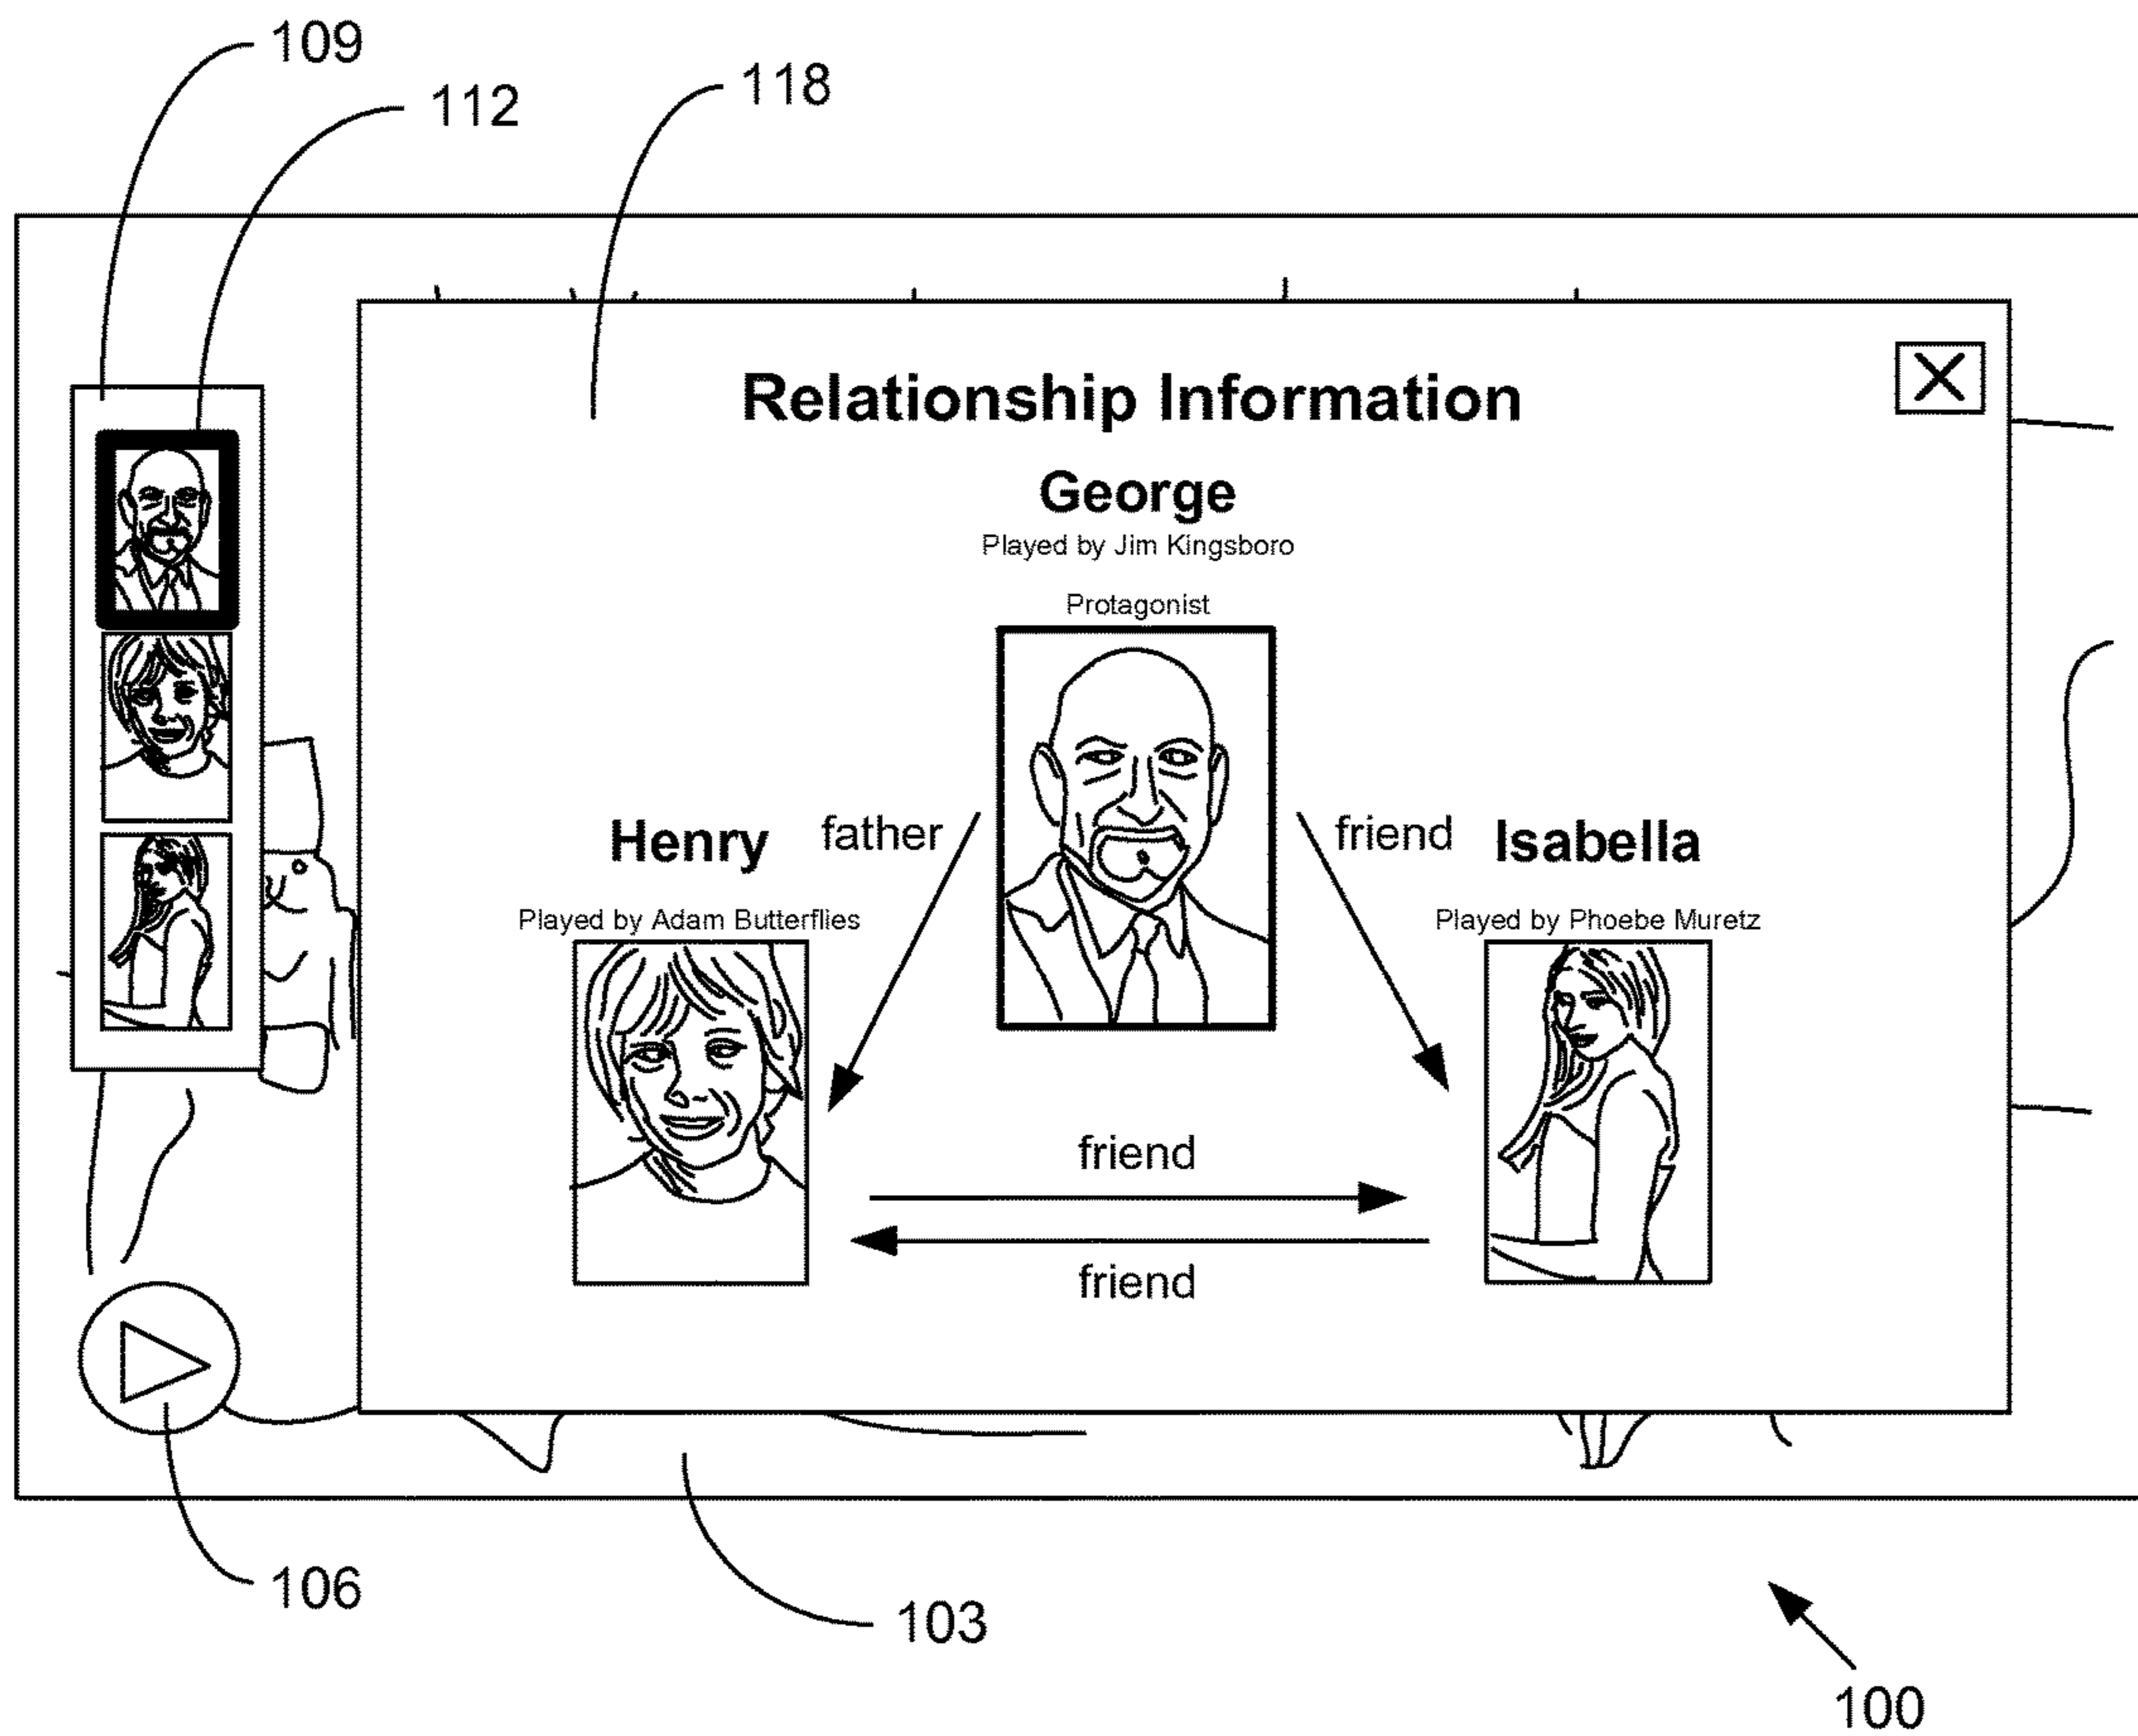 109
112
118
Relationship Information
George
Played by Jim Kingsboro
Protagonist
Henry
father
friend
Isabella
Played by Adam Butterflies
Played by Phoebe Muretz
friend
friend
106
103
100